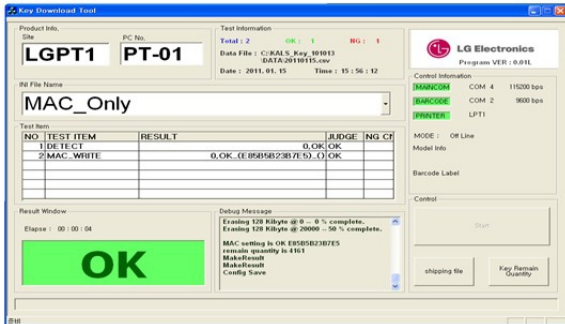 Key Download Tool
Product Info.
Site
PC No.
LGPT1
PT-01
Test Information
Total : 2 OK : 1 NG : 1
Data File : C:\KALS_Key_101013
\DATA\20110115.csv
Date : 2011. 01. 15 Time : 15 : 56 : 12
LG Electronics
Program VER : 0.01L
INI File Name
MAC_Only
Control Infomation
MAINCOM COM 4 115200 bps
BARCODE COM 2 9600 bps
PRINTER LPT1
MODE : Off Line
Model Info
Barcode Label
Test Item
NO TEST ITEM RESULT JUDGE NG CH
1 DETECT 0,OK OK
2 MAC_WRITE 0,OK_(E85B5B23B7E5)_() OK
Result Window
Elapse : 00 : 00 : 04
OK
Debug Message
Erasing 128 Kibyte @ 0 -- 0 % complete.
Erasing 128 Kibyte @ 20000 -- 50 % complete.
MAC setting is OK E85B5B23B7E5
remain quantity is 4161
MakeResult
MakeResult
Config Save
Control
Start
shipping file
Key Remain
Quantity
준비